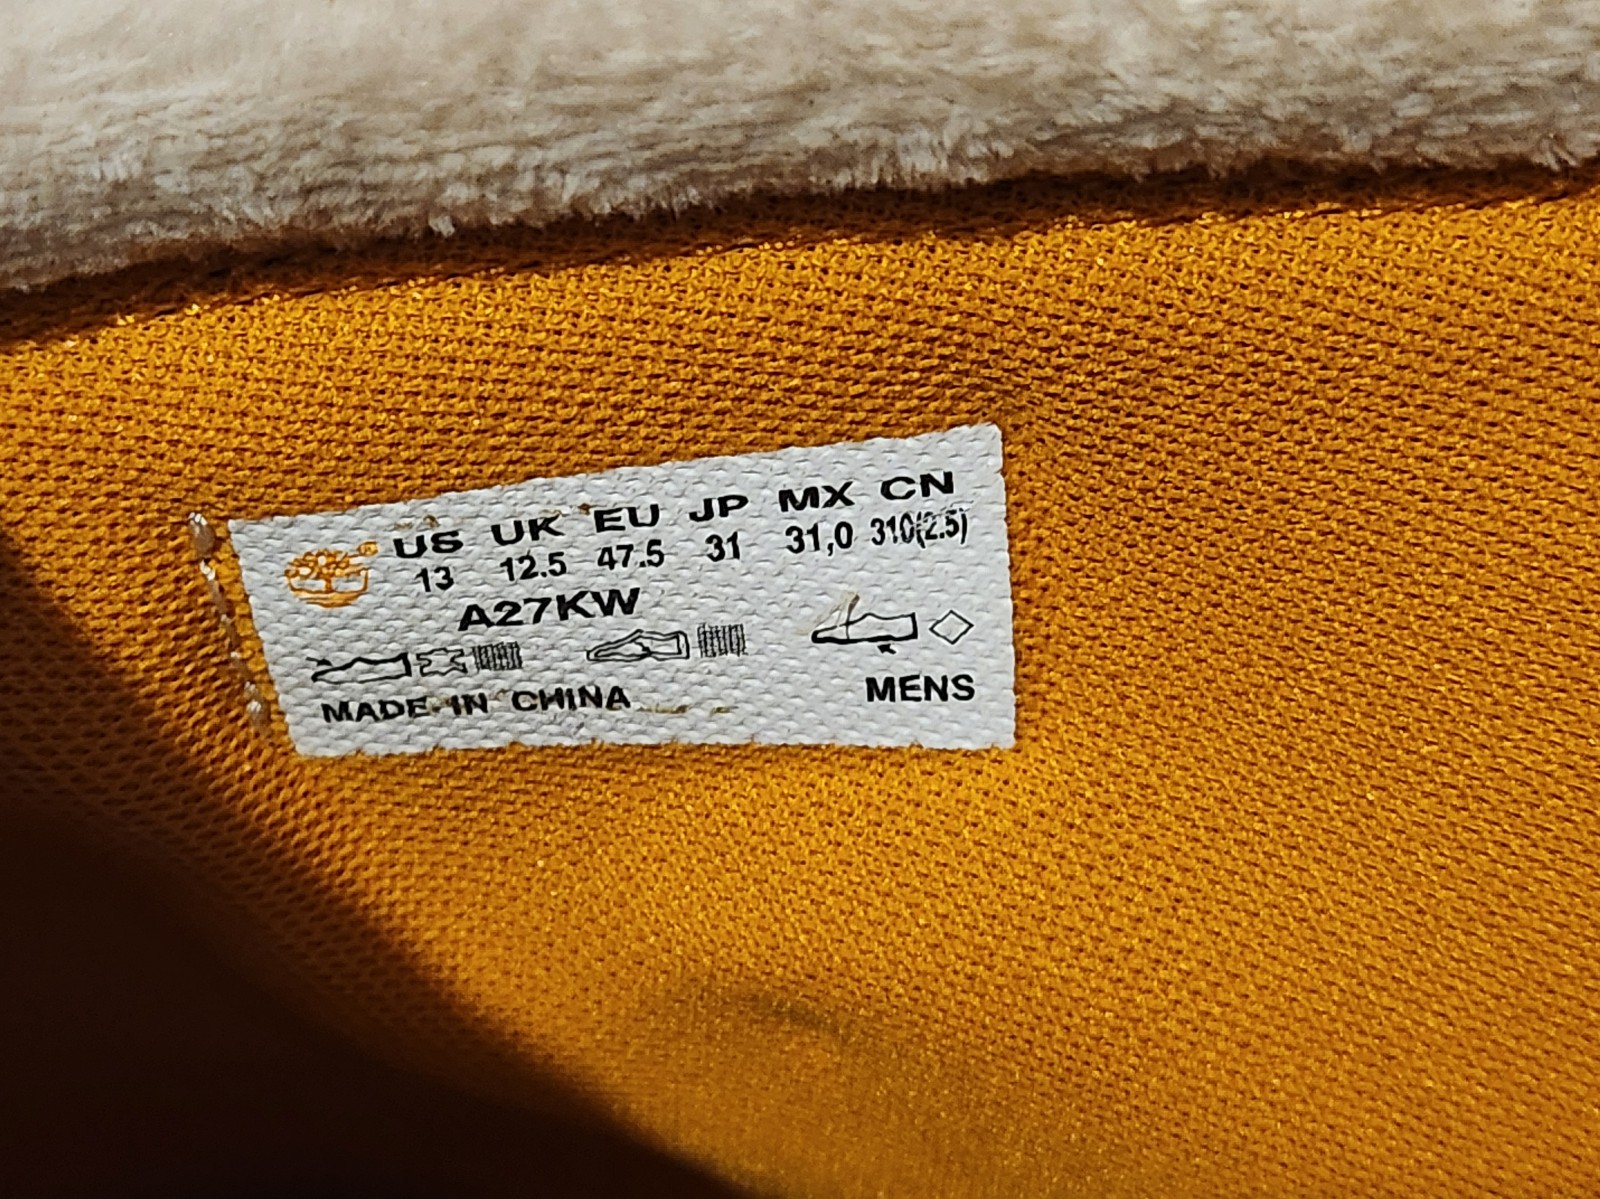 US UK EU JP MX CN
13 12.5 47.5 31 31,0 310(2.5)
A27KW
MADE IN CHINA
MENS